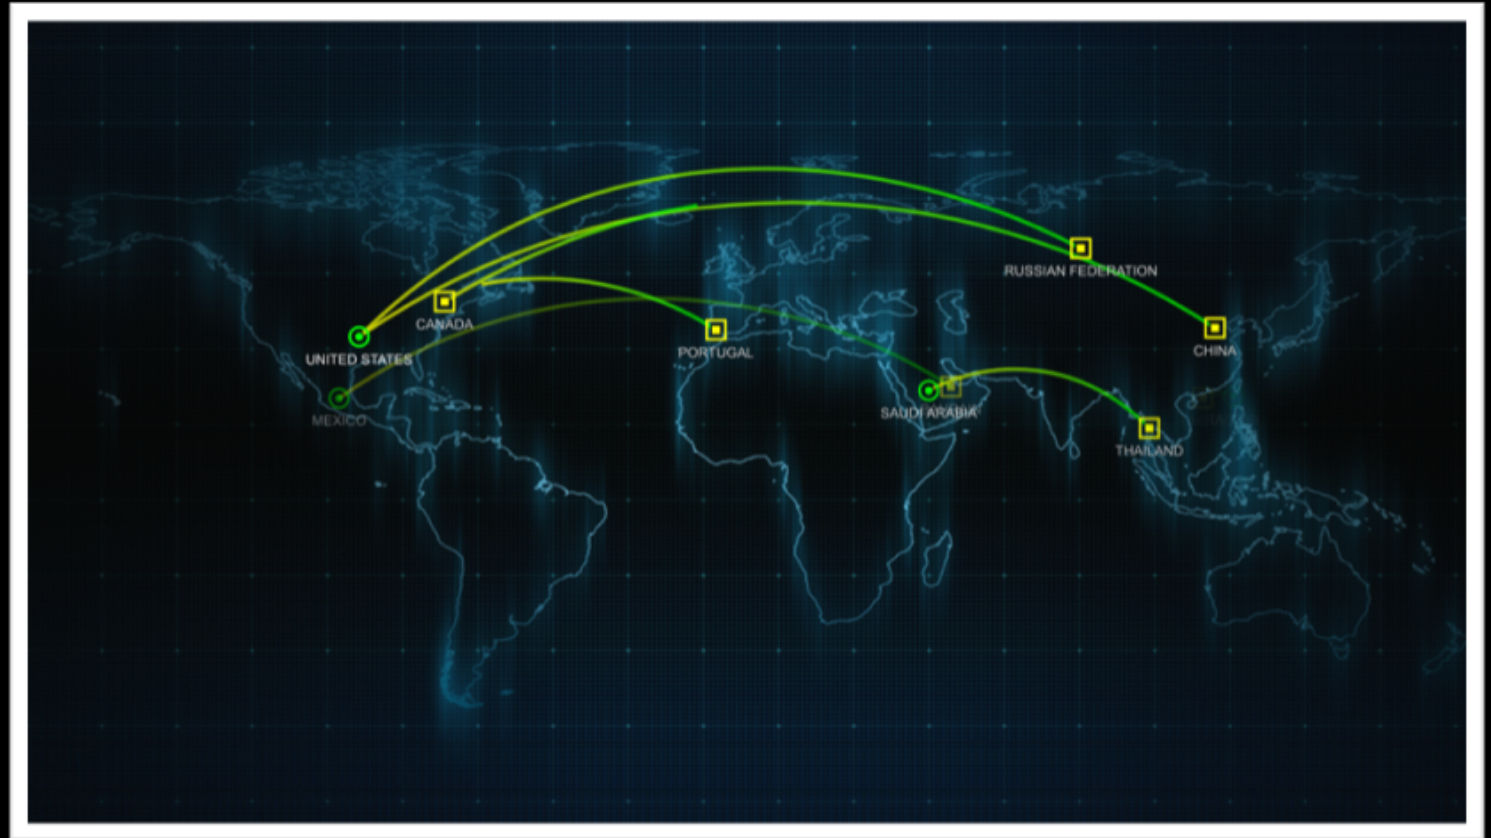 RUSSIAN FEDERATION
CANADA
UNITED STATES
PORTUGAL
CHINA
MEXICO
SAUDI ARABIA
THAILAND